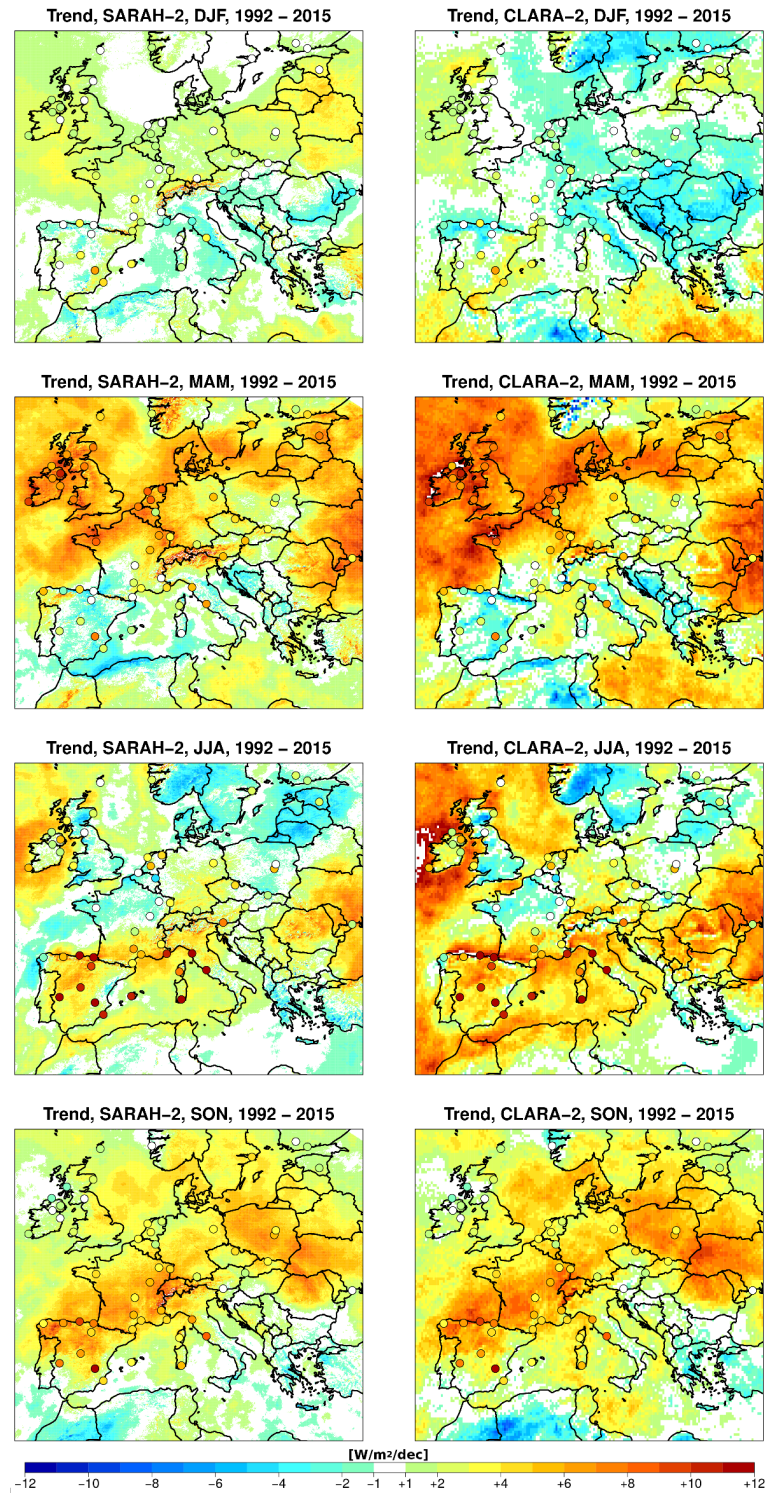 Trend, SARAH−2, DJF, 1992 − 2015
Trend, CLARA−2, DJF, 1992 − 2015
Trend, SARAH−2, MAM, 1992 − 2015
Trend, CLARA−2, MAM, 1992 − 2015
Trend, SARAH−2, JJA, 1992 − 2015
Trend, CLARA−2, JJA, 1992 − 2015
Trend, SARAH−2, SON, 1992 − 2015
Trend, CLARA−2, SON, 1992 − 2015
[W/m2/dec]
−12 −10 −8 −6 −4 −2 −1 +1 +2 +4 +6 +8 +10 +12